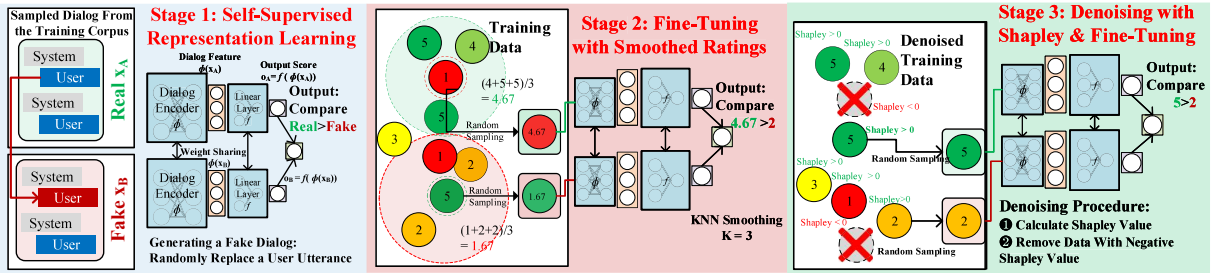 Sampled Dialog From
the Training Corpus
System
User
System
User
Real xA
System
User
System
User
Fake xB
Stage 1: Self-Supervised
Representation Learning
Dialog Feature
ϕ(xA)
Output Score
oA = f ( ϕ(xA))
Dialog
Encoder
ϕ
Linear
Layer
f
Output:
Compare
Real>Fake
Weight Sharing
ϕ(xB)
Dialog
Encoder
ϕ
Linear
Layer
f
oB = f( ϕ(xB))
Generating a Fake Dialog:
Randomly Replace a User Utterance
Training
Data
5
4
1
(4+5+5)/3
= 4.67
5
Random
Sampling
4.67
3
1
2
5
Random
Sampling
1.67
2
(1+2+2)/3
= 1.67
Stage 2: Fine-Tuning
with Smoothed Ratings
ϕ
f
ϕ
f
Output:
Compare
4.67 >2
KNN Smoothing
K = 3
Denoised
Training
Data
Shapley > 0
5
Shapley > 0
4
Shapley < 0
5
Shapley > 0
Random Sampling
5
Shapley > 0
3
Shapley > 0
1
Shapley>0
2
2
Shapley < 0
Random Sampling
Stage 3: Denoising with
Shapley & Fine-Tuning
ϕ
f
ϕ
f
Output:
Compare
5>2
Denoising Procedure:
❶ Calculate Shapley Value
❷ Remove Data With Negative
Shapley Value